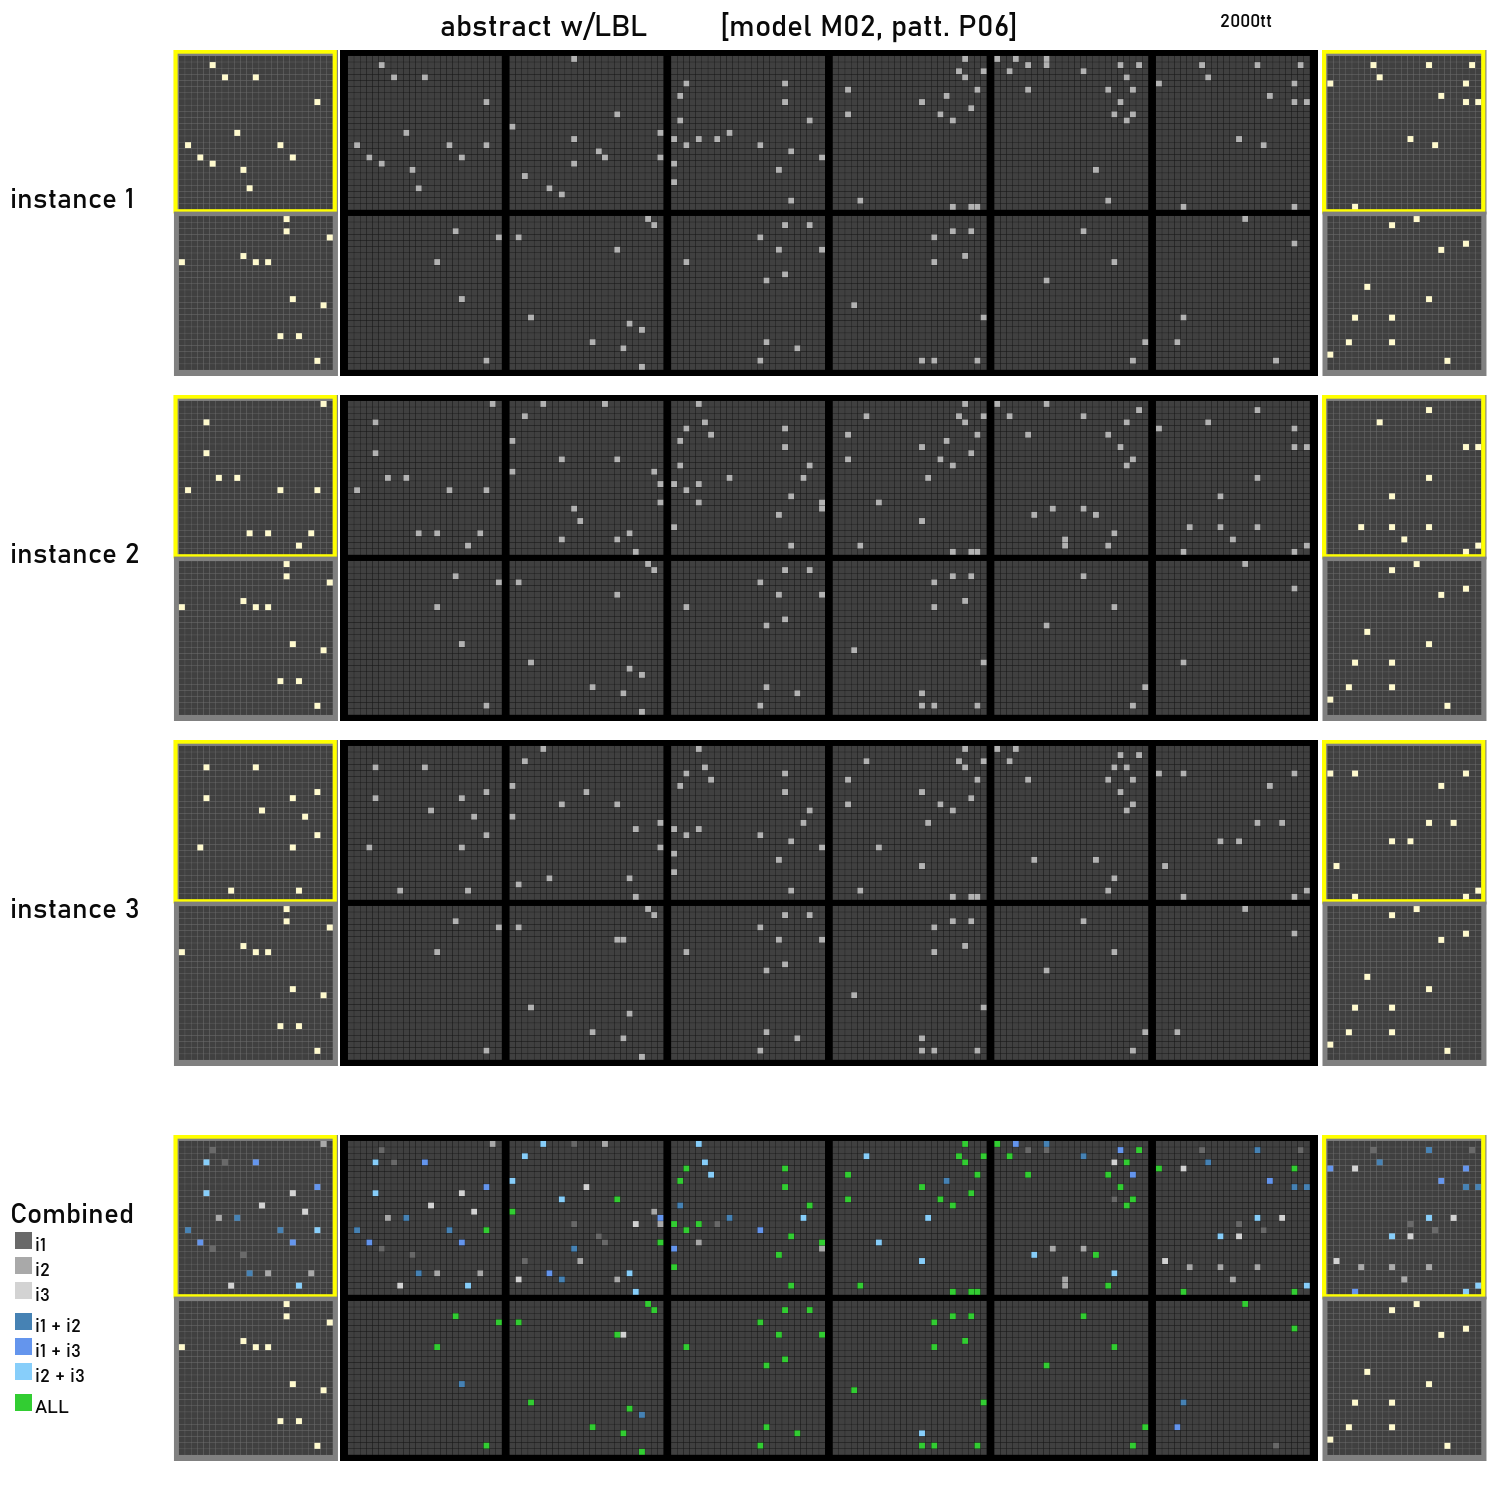 abstract w/LBL [model M02, patt. P06] 2000tt
instance 1
instance 2
instance 3
Combined
i1
i2
i3
i1 + i2
i1 + i3
i2 + i3
ALL